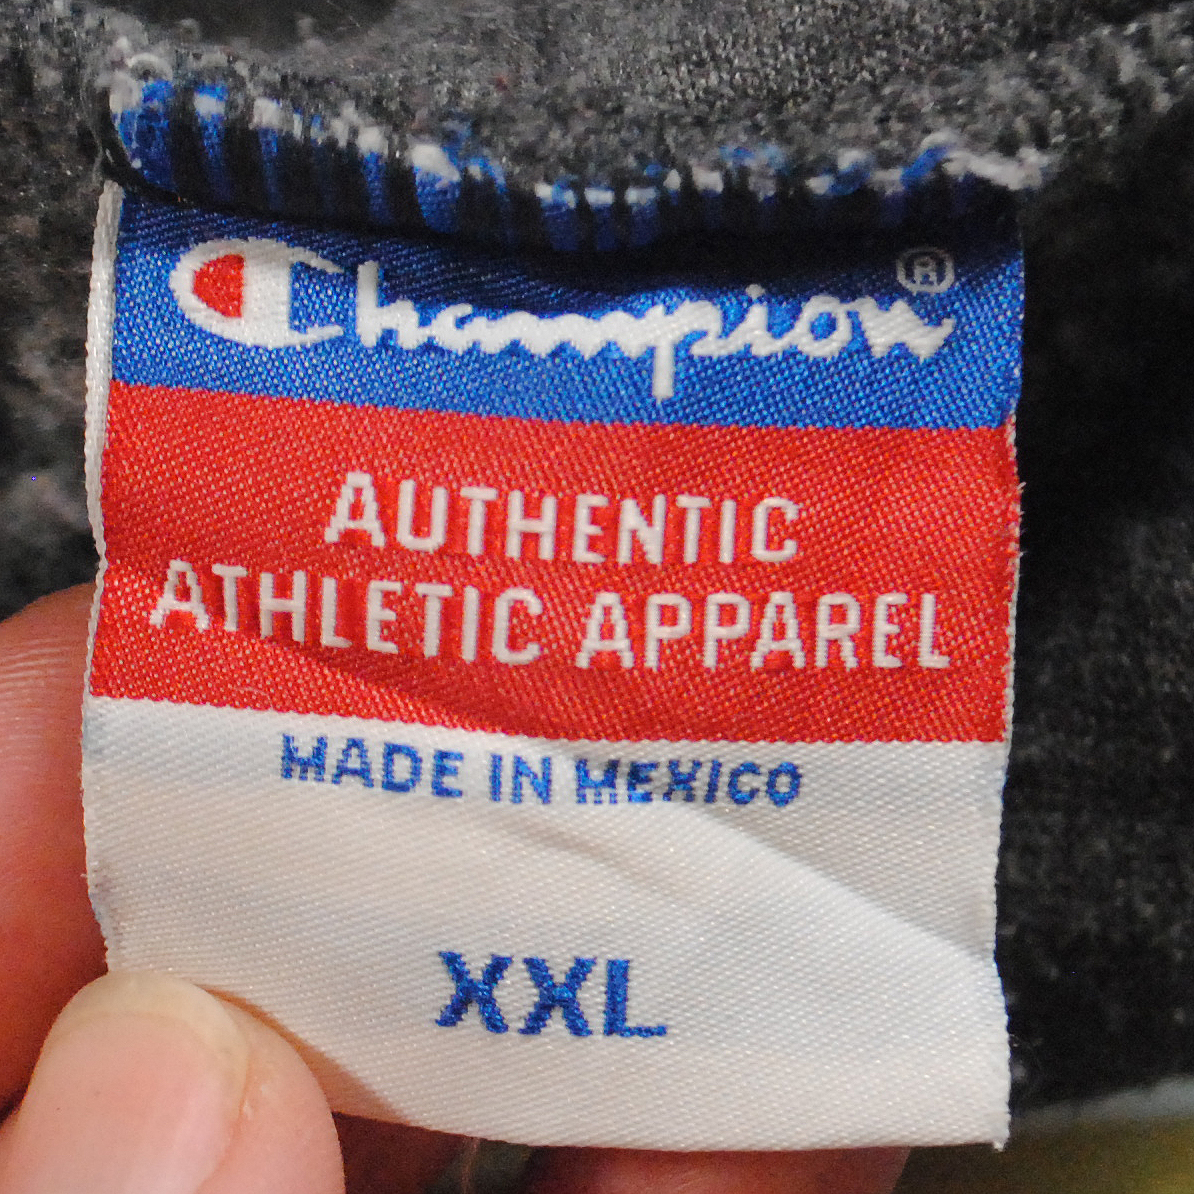 Champion®
AUTHENTIC
ATHLETIC APPAREL
MADE IN MEXICO
XXL